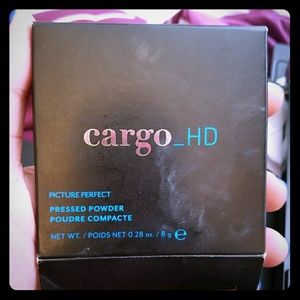 cargo_HD
PICTURE PERFECT
PRESSED POWDER
POUDRE COMPACTE
NET WT. / POIDS NET 0.28 oz. / 8 g ℮